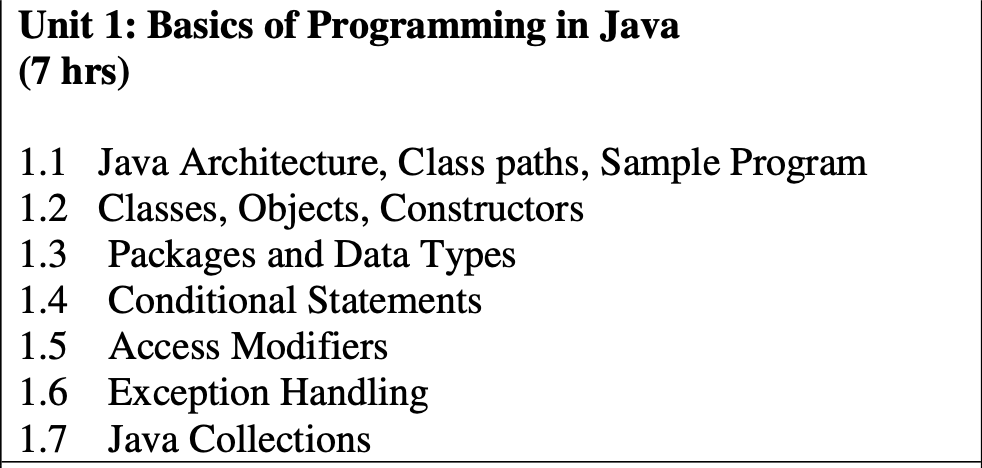 Unit 1: Basics of Programming in Java
(7 hrs)
1.1 Java Architecture, Class paths, Sample Program
1.2 Classes, Objects, Constructors
1.3 Packages and Data Types
1.4 Conditional Statements
1.5 Access Modifiers
1.6 Exception Handling
1.7 Java Collections